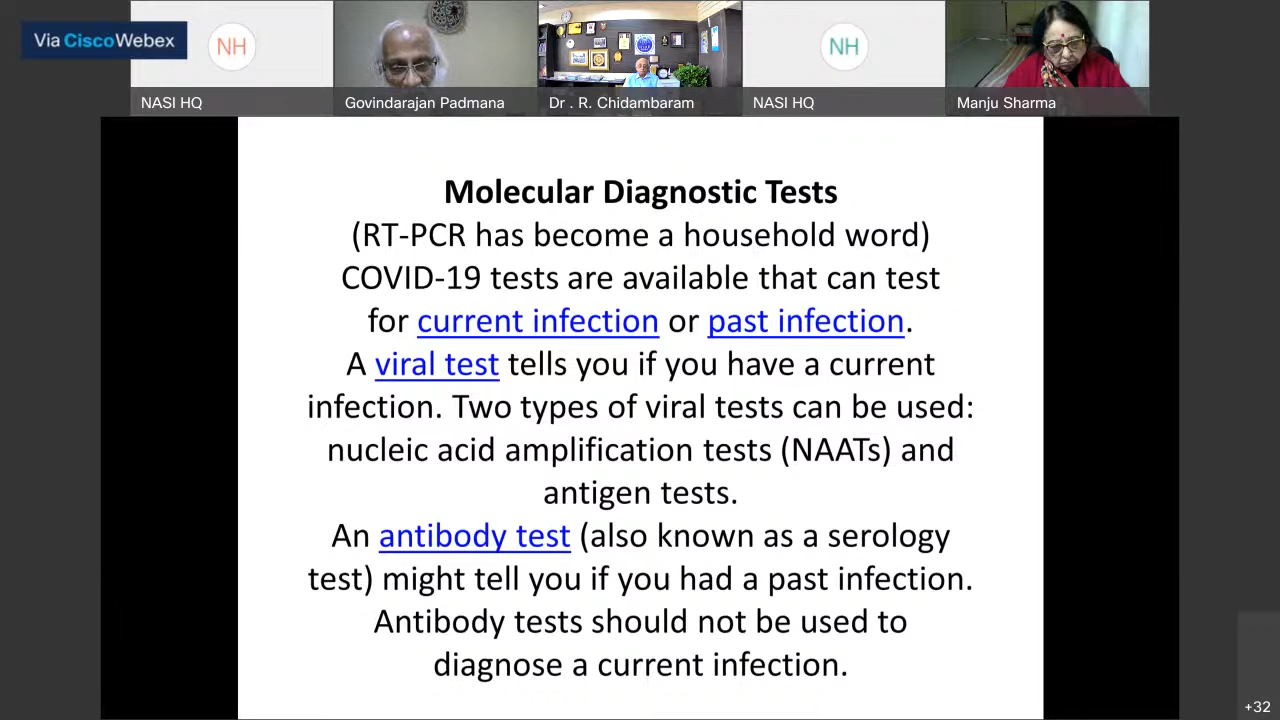 Via Cisco Webex
NH
NH
NASI HQ
Govindarajan Padmana
Dr . R. Chidambaram
NASI HQ
Manju Sharma
Molecular Diagnostic Tests
(RT-PCR has become a household word)
COVID-19 tests are available that can test
for current infection or past infection.
A viral test tells you if you have a current
infection. Two types of viral tests can be used:
nucleic acid amplification tests (NAATs) and
antigen tests.
An antibody test (also known as a serology
test) might tell you if you had a past infection.
Antibody tests should not be used to
diagnose a current infection.
+32